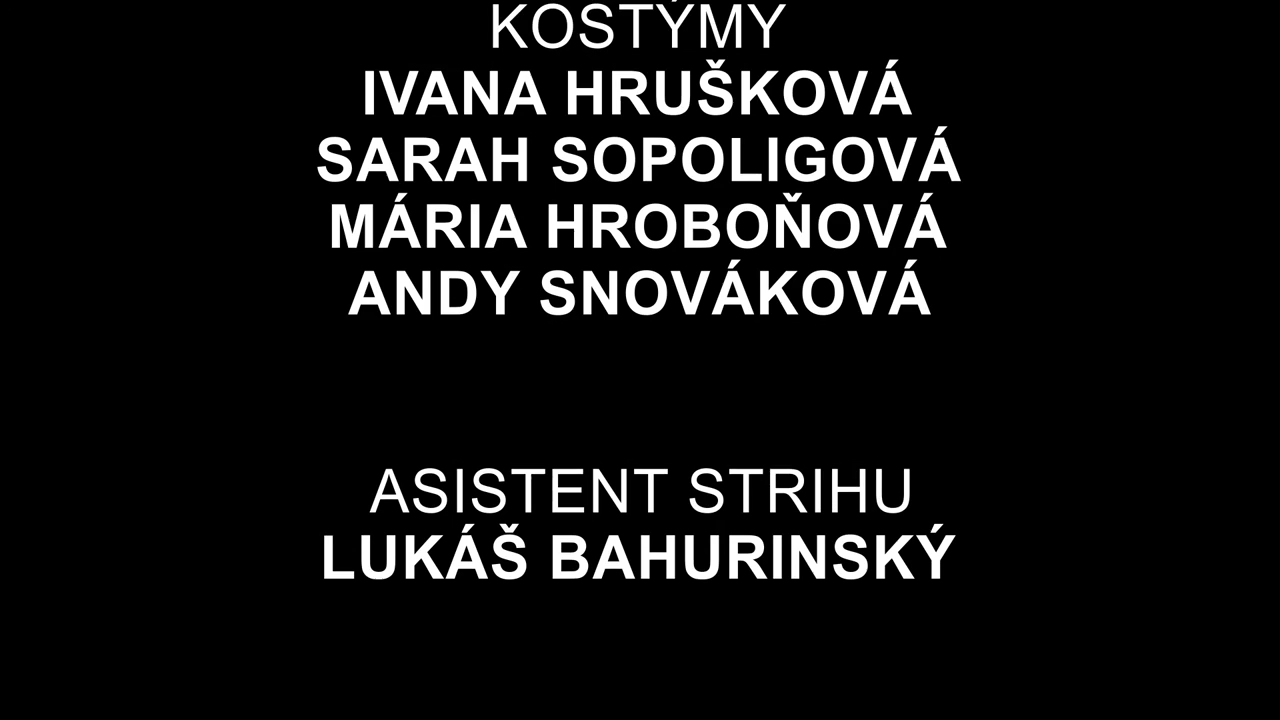 KOSTÝMY
IVANA HRUŠKOVÁ
SARAH SOPOLIGOVÁ
MÁRIA HROBOŇOVÁ
ANDY SNOVÁKOVÁ
ASISTENT STRIHU
LUKÁŠ BAHURINSKÝ